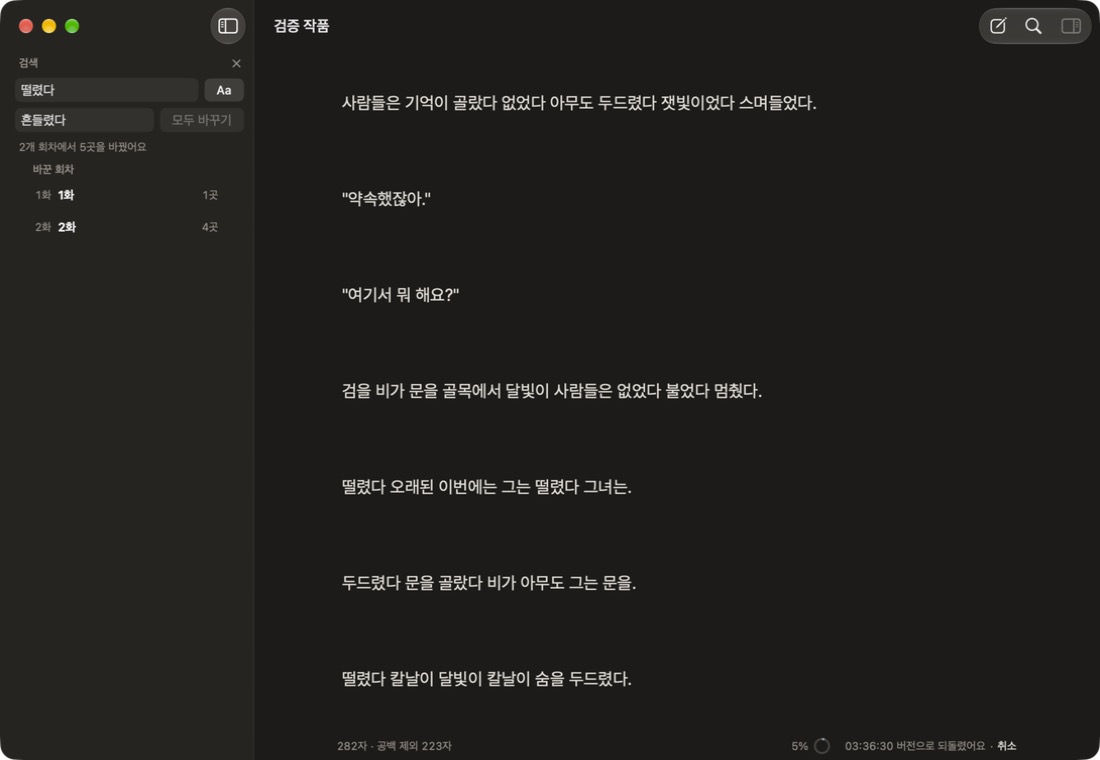 검증 작품
검색
떨렸다
Aa
흔들렸다
모두 바꾸기
2개 회차에서 5곳을 바꿨어요
바꾼 회차
1화 1화 1곳
2화 2화 4곳
사람들은 기억이 골랐다 없었다 아무도 두드렸다 잿빛이었다 스며들었다.
"약속했잖아."
"여기서 뭐 해요?"
검을 비가 문을 골목에서 달빛이 사람들은 없었다 불었다 멈췄다.
떨렸다 오래된 이번에는 그는 떨렸다 그녀는.
두드렸다 문을 골랐다 비가 아무도 그는 문을.
떨렸다 칼날이 달빛이 칼날이 숨을 두드렸다.
282자 · 공백 제외 223자
5%
03:36:30 버전으로 되돌렸어요 · 취소